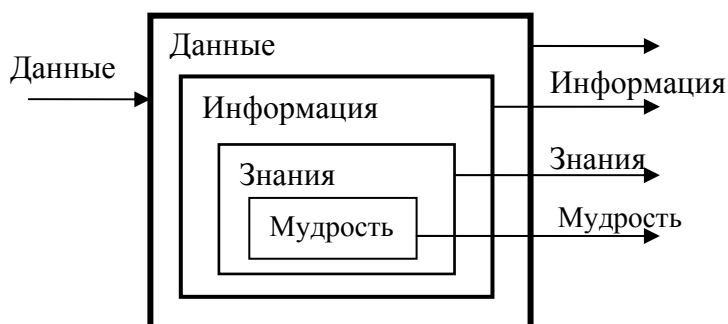 Данные
Данные
Информация
Информация
Знания
Знания
Мудрость
Мудрость